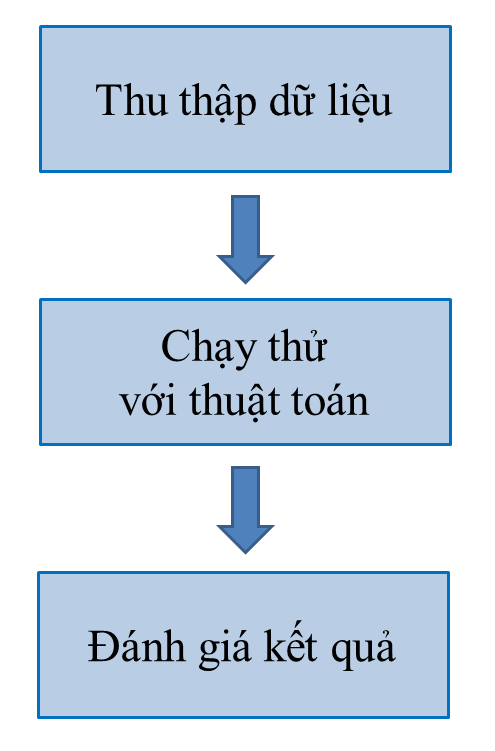 Thu thập dữ liệu
Chạy thử
với thuật toán
Đánh giá kết quả